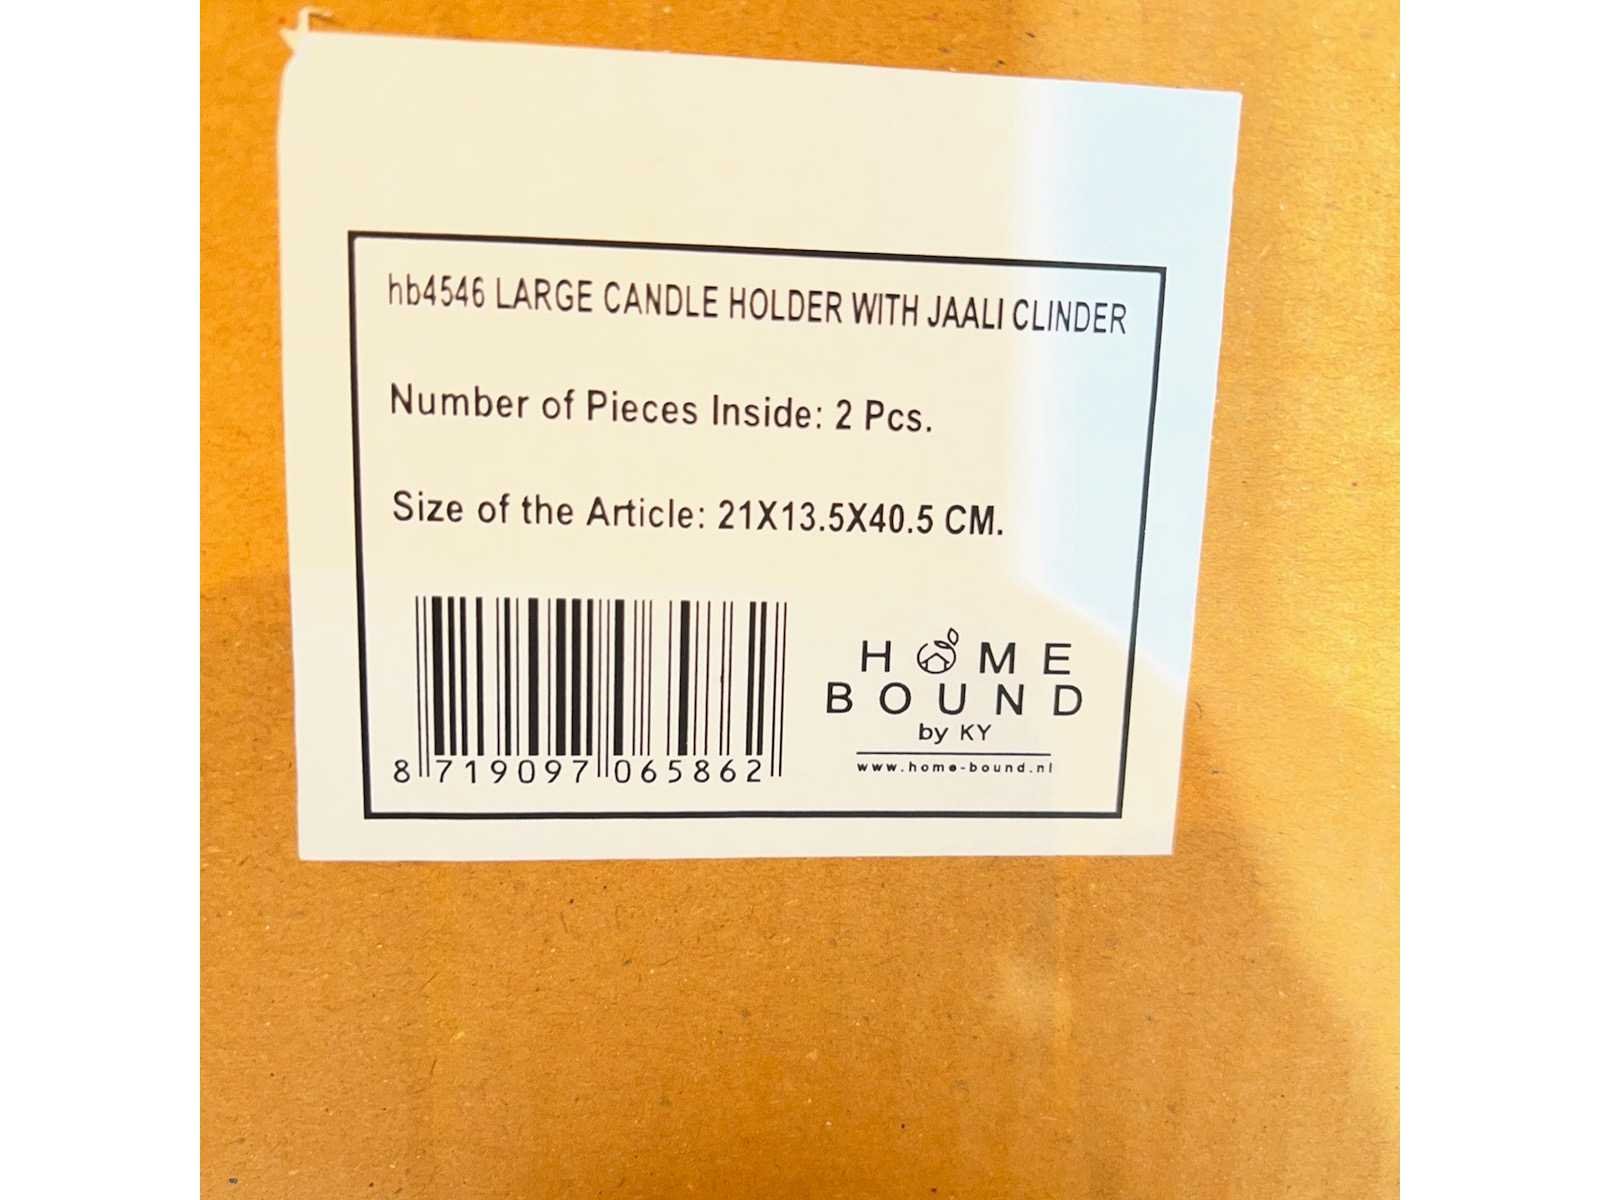 hb4546 LARGE CANDLE HOLDER WITH JAALI CLINDER
Number of Pieces Inside: 2 Pcs.
Size of the Article: 21X13.5X40.5 CM.
8 719097 065862
HOME
BOUND
by KY
www.home-bound.nl